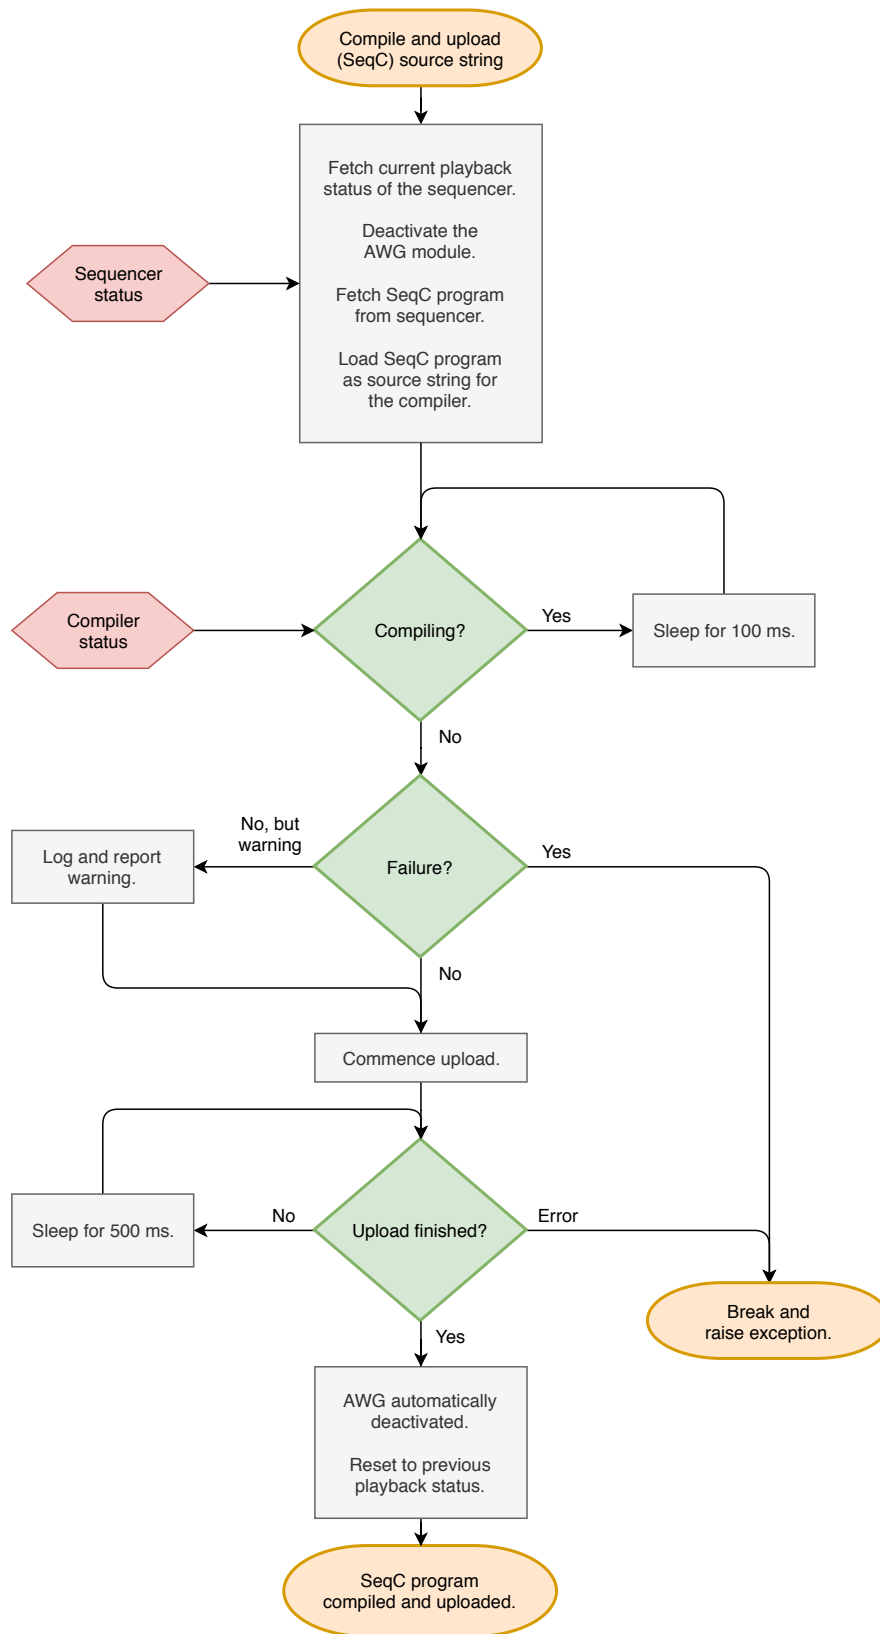 Compile and upload
(SeqC) source string
Fetch current playback
status of the sequencer.
Deactivate the
AWG module.
Fetch SeqC program
from sequencer.
Load SeqC program
as source string for
the compiler.
Sequencer
status
Compiler
status
Compiling?
Yes
Sleep for 100 ms.
No
No, but
warning
Log and report
warning.
Failure?
Yes
No
Commence upload.
Sleep for 500 ms.
No
Upload finished?
Error
Break and
raise exception.
Yes
AWG automatically
deactivated.
Reset to previous
playback status.
SeqC program
compiled and uploaded.